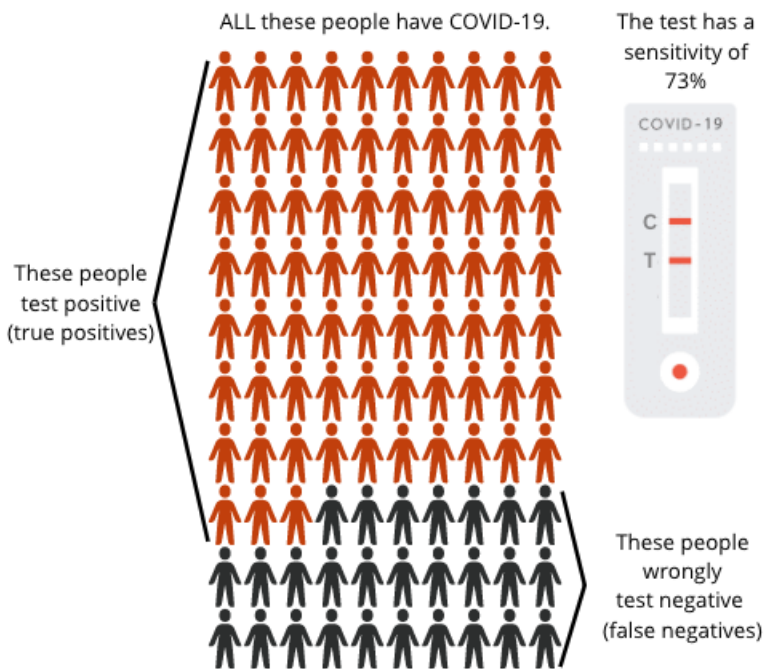 ALL these people have COVID-19.
The test has a
sensitivity of
73%
COVID-19
C
T
These people
test positive
(true positives)
These people
wrongly
test negative
(false negatives)